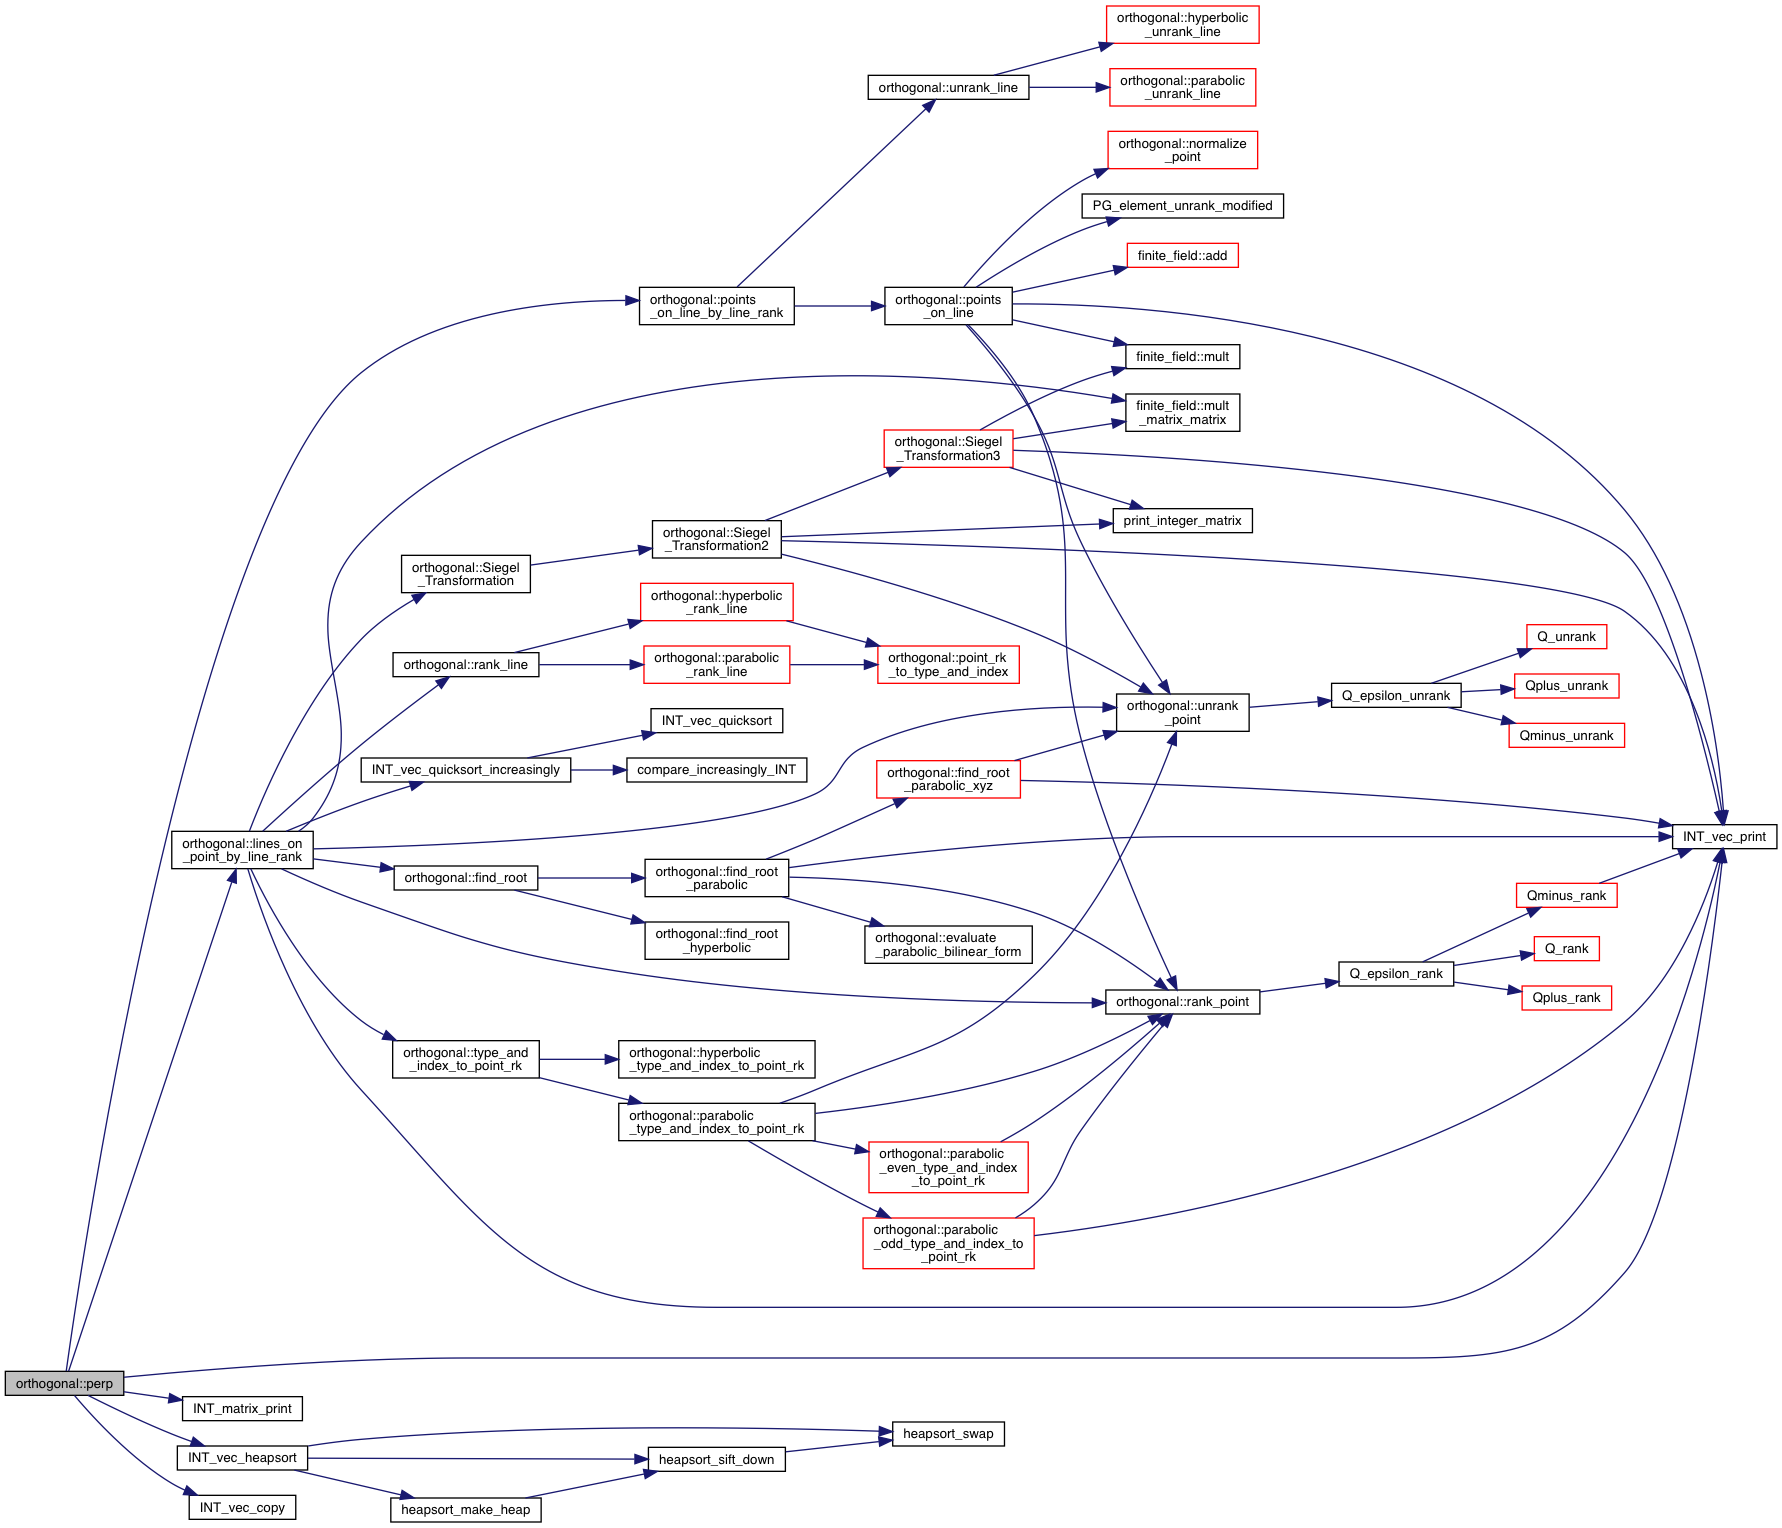 orthogonal::hyperbolic
_unrank_line
orthogonal::unrank_line
orthogonal::parabolic
_unrank_line
orthogonal::normalize
_point
PG_element_unrank_modified
finite_field::add
orthogonal::points
_on_line_by_line_rank
orthogonal::points
_on_line
finite_field::mult
finite_field::mult
_matrix_matrix
orthogonal::Siegel
_Transformation3
print_integer_matrix
orthogonal::Siegel
_Transformation2
orthogonal::Siegel
_Transformation
orthogonal::hyperbolic
_rank_line
orthogonal::rank_line
orthogonal::parabolic
_rank_line
orthogonal::point_rk
_to_type_and_index
Q_unrank
Q_epsilon_unrank
Qplus_unrank
Qminus_unrank
orthogonal::unrank
_point
INT_vec_quicksort
INT_vec_quicksort_increasingly
compare_increasingly_INT
orthogonal::find_root
_parabolic_xyz
INT_vec_print
orthogonal::lines_on
_point_by_line_rank
orthogonal::find_root
orthogonal::find_root
_parabolic
orthogonal::find_root
_hyperbolic
orthogonal::evaluate
_parabolic_bilinear_form
Qminus_rank
Q_rank
Q_epsilon_rank
Qplus_rank
orthogonal::rank_point
orthogonal::type_and
_index_to_point_rk
orthogonal::hyperbolic
_type_and_index_to_point_rk
orthogonal::parabolic
_type_and_index_to_point_rk
orthogonal::parabolic
_even_type_and_index
_to_point_rk
orthogonal::parabolic
_odd_type_and_index_to
_point_rk
orthogonal::perp
INT_matrix_print
INT_vec_heapsort
heapsort_swap
heapsort_sift_down
INT_vec_copy
heapsort_make_heap